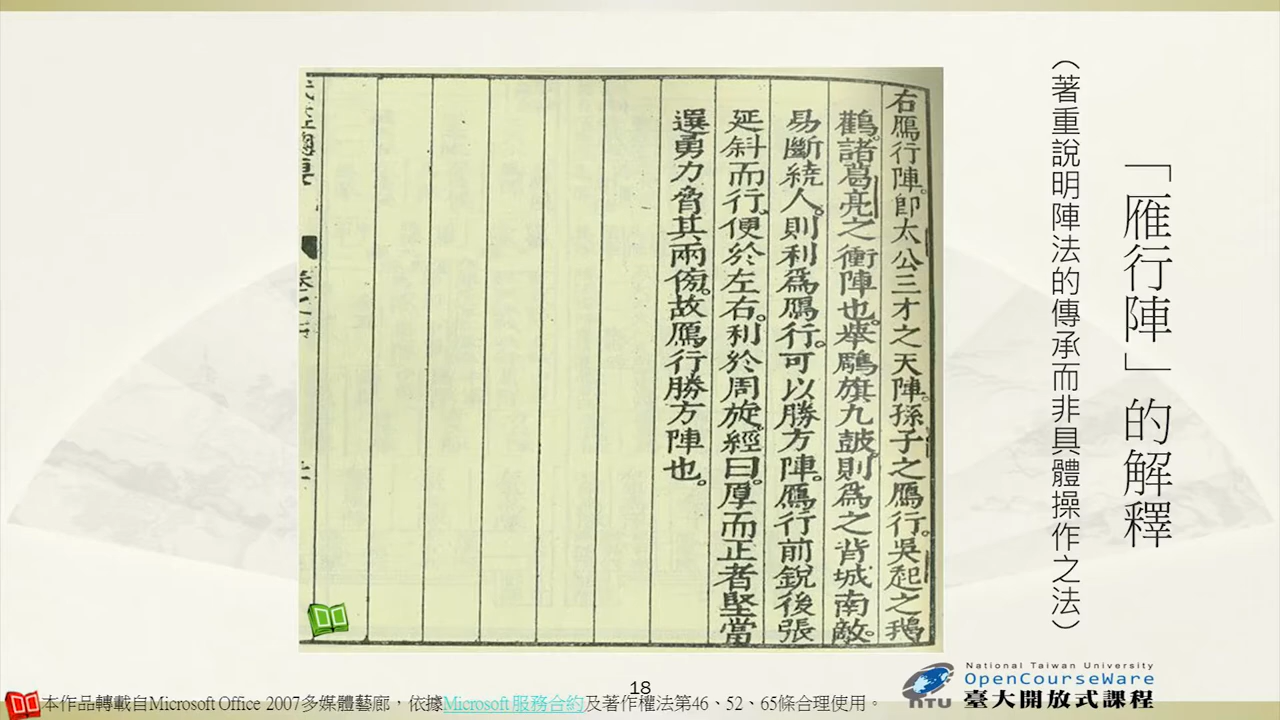 「雁行陣」的解釋
（著重說明陣法的傳承而非具體操作之法）
右鴈行陣。即太公三才之天陣。孫子之鴈行。吳起之鵝
鸛。諸葛亮之衝陣也。舉鵰旗九鼓。則爲之背城南敵。
易斷繞人。則利爲鴈行。可以勝方陣。鴈行前銳後張
延斜而行。便於左右。利於周旋。經曰。厚而正者堅當
選勇力脅其兩傍。故鴈行勝方陣也。
18
National Taiwan University
OpenCourseWare
NTU 臺大開放式課程
本作品轉載自Microsoft Office 2007多媒體藝廊，依據Microsoft 服務合約及著作權法第46、52、65條合理使用。